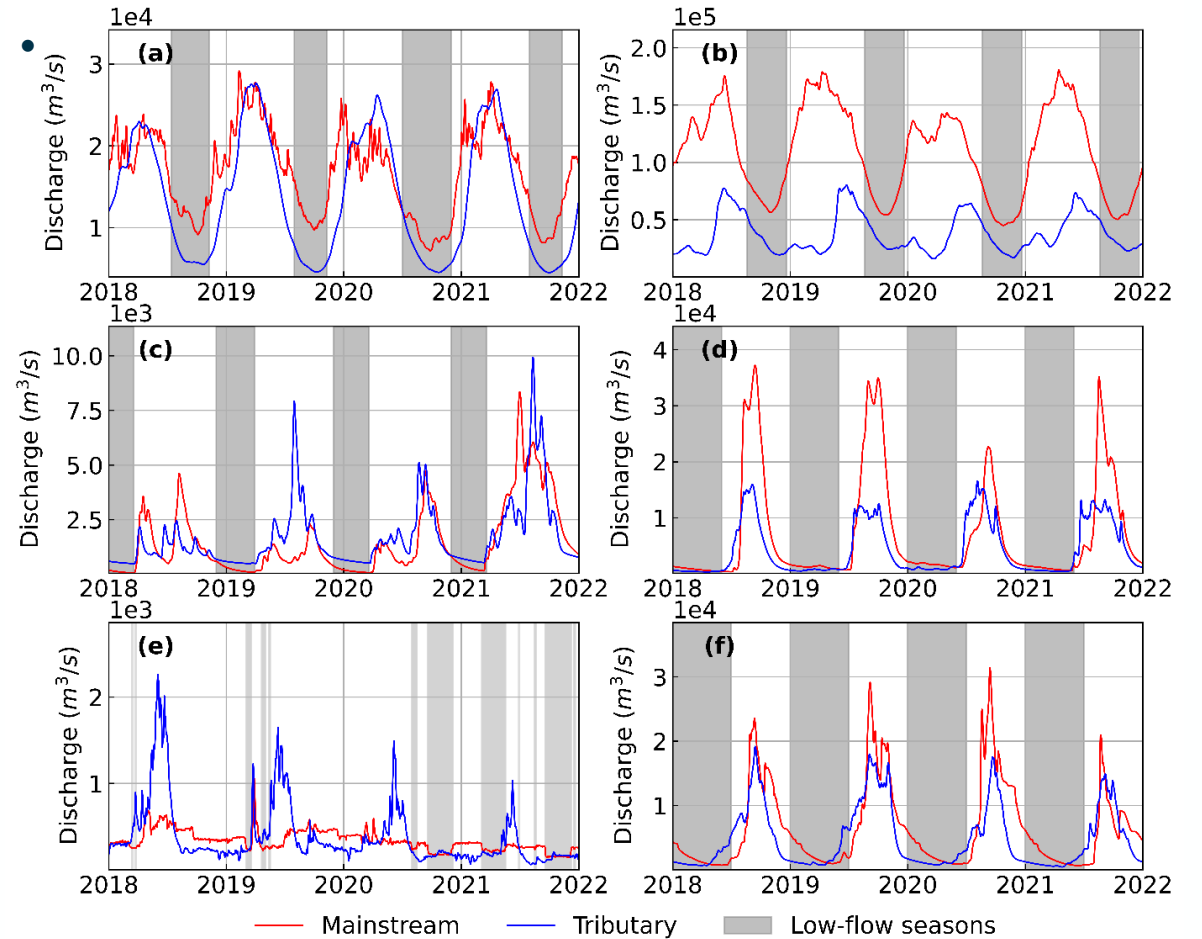 1e4
(a)
Discharge (m³/s)
3
2
1
2018 2019 2020 2021 2022
1e5
(b)
Discharge (m³/s)
2.0
1.5
1.0
0.5
2018 2019 2020 2021 2022
1e3
(c)
Discharge (m³/s)
10.0
7.5
5.0
2.5
2018 2019 2020 2021 2022
1e4
(d)
Discharge (m³/s)
4
3
2
1
2018 2019 2020 2021 2022
1e3
(e)
Discharge (m³/s)
2
1
2018 2019 2020 2021 2022
1e4
(f)
Discharge (m³/s)
3
2
1
2018 2019 2020 2021 2022
Mainstream Tributary Low-flow seasons